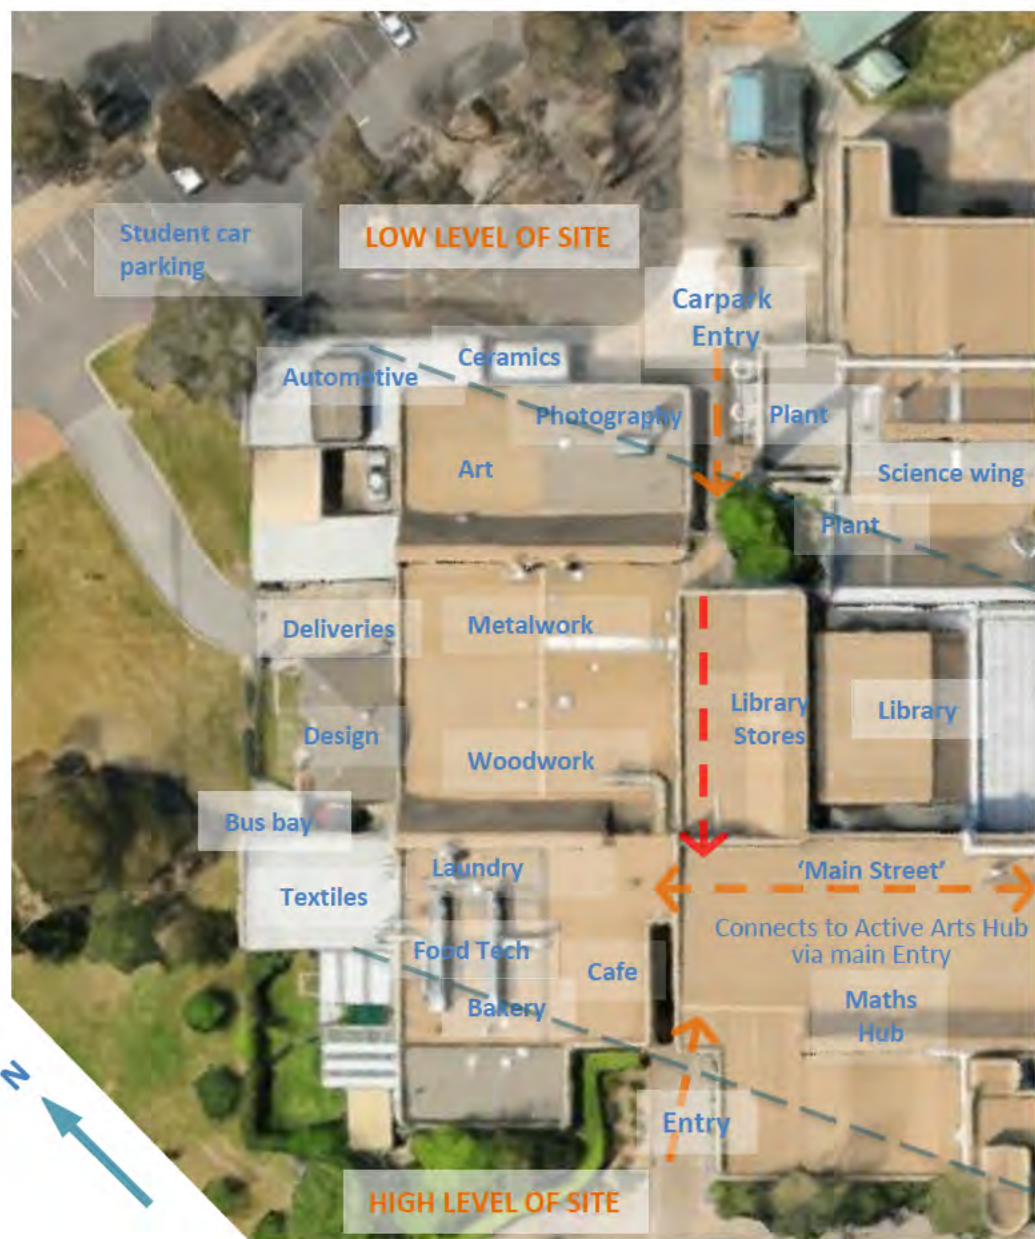 Student car
parking
LOW LEVEL OF SITE
Carpark
Entry
Ceramics
Automotive
Photography
Plant
Art
Science wing
Plant
Deliveries
Metalwork
Library
Stores
Library
Design
Woodwork
Bus bay
Laundry
'Main Street'
Textiles
Connects to Active Arts Hub
via main Entry
Food Tech
Cafe
Bakery
Maths
Hub
N
Entry
HIGH LEVEL OF SITE